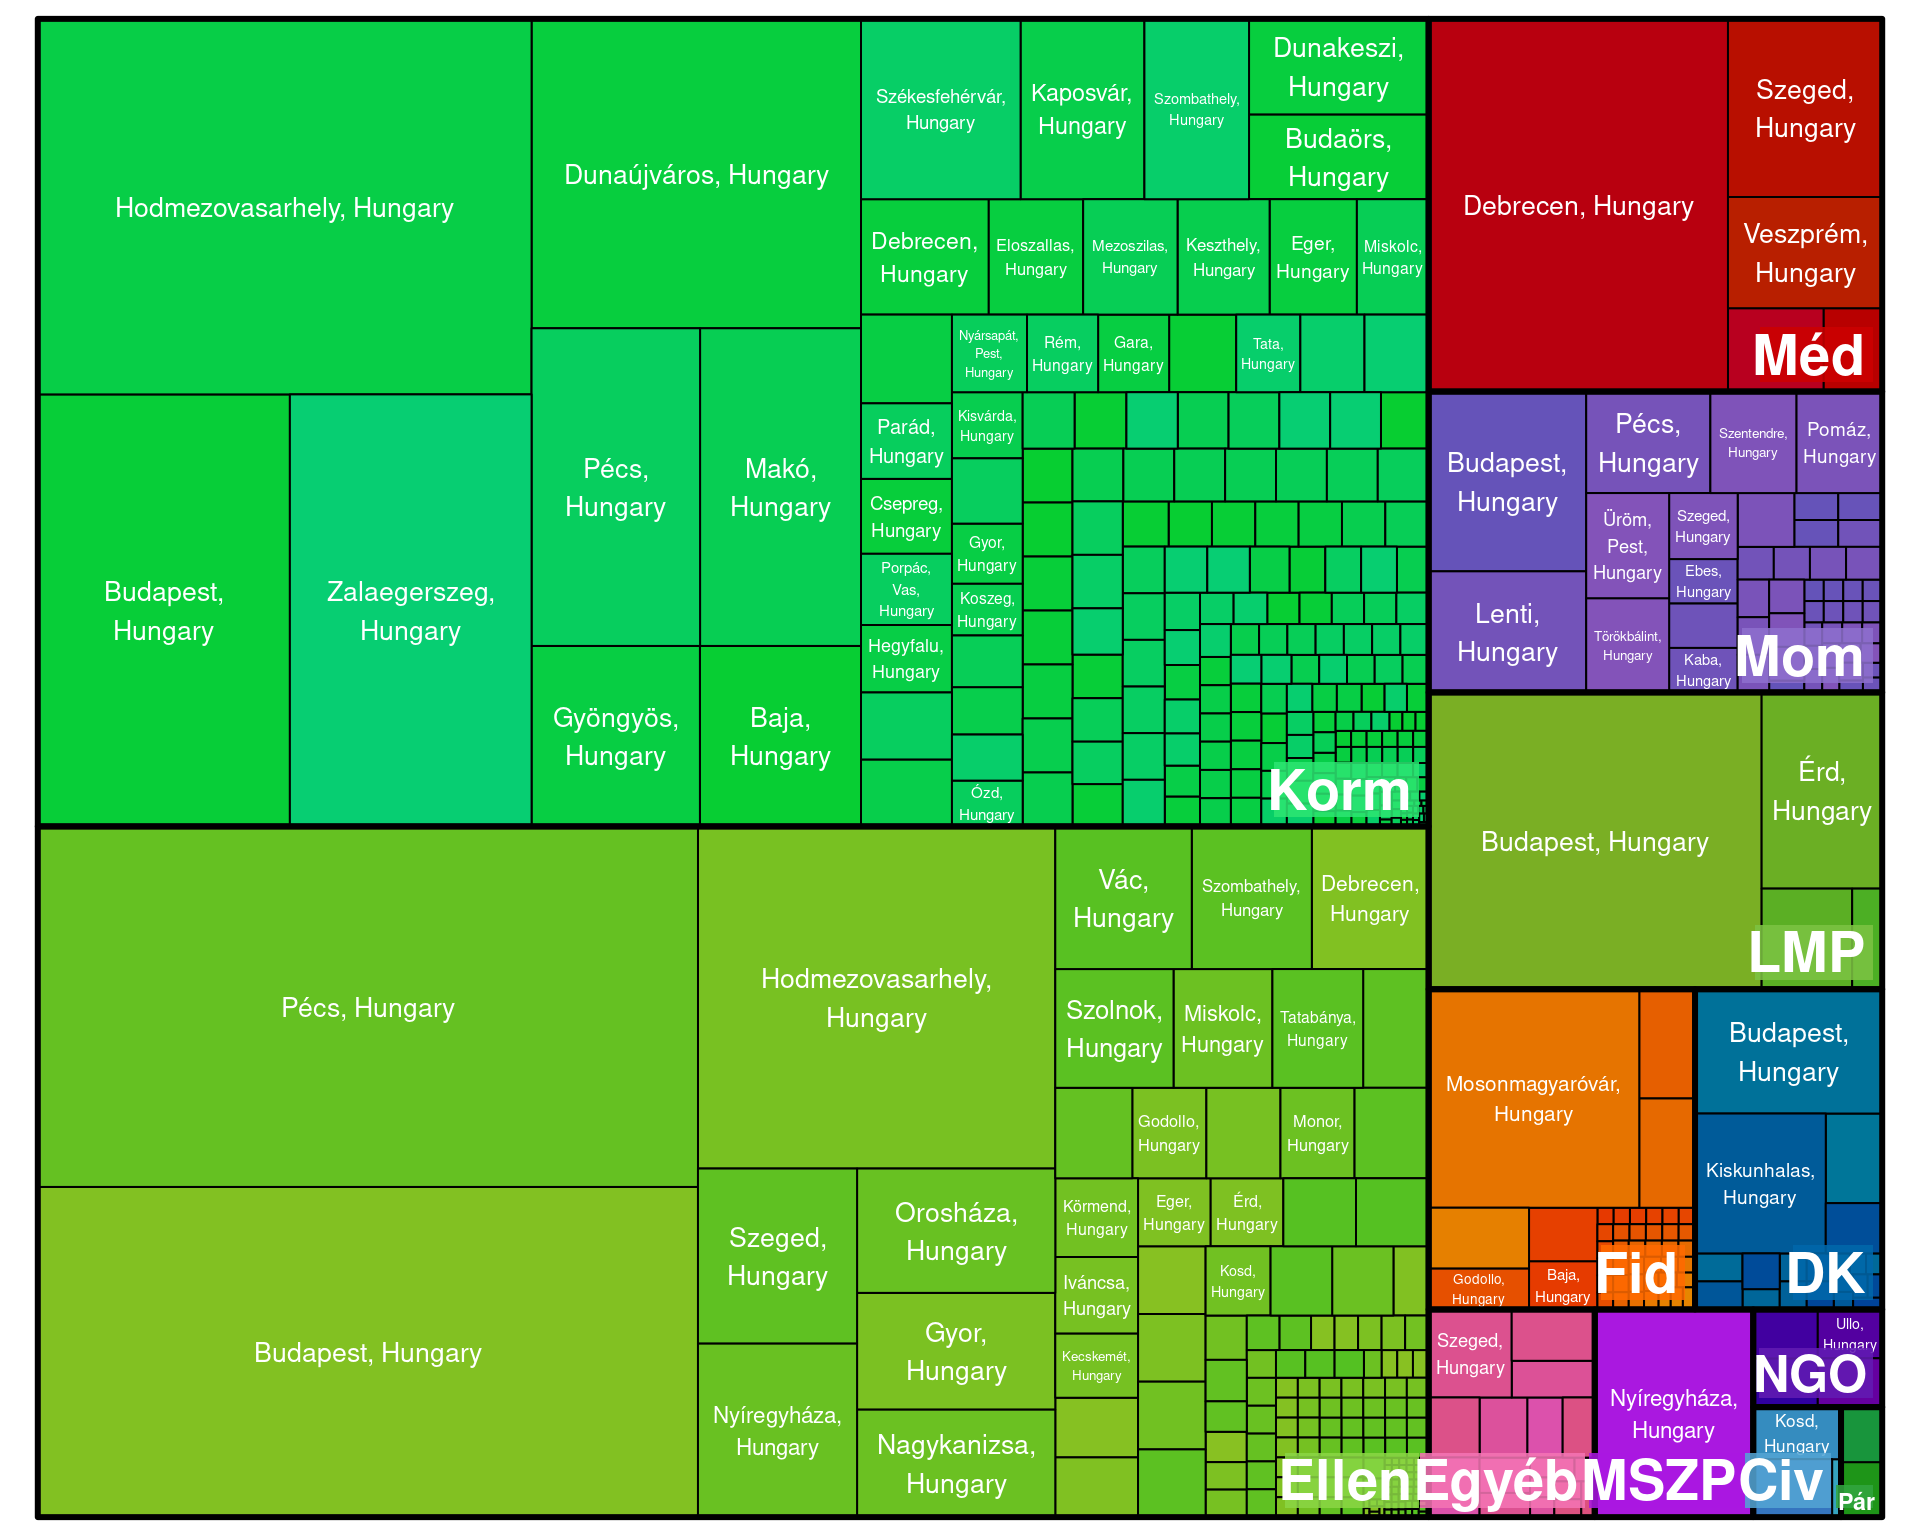 Hodmezovasarhely, Hungary
Budapest,
Hungary
Zalaegerszeg,
Hungary
Dunaújváros, Hungary
Pécs,
Hungary
Makó,
Hungary
Gyöngyös,
Hungary
Baja,
Hungary
Székesfehérvár,
Hungary
Kaposvár,
Hungary
Szombathely,
Hungary
Dunakeszi,
Hungary
Budaörs,
Hungary
Debrecen,
Hungary
Eloszallas,
Hungary
Mezoszilas,
Hungary
Keszthely,
Hungary
Eger,
Hungary
Miskolc,
Hungary
Nyársapát,
Pest,
Hungary
Rém,
Hungary
Gara,
Hungary
Tata,
Hungary
Parád,
Hungary
Kisvárda,
Hungary
Csepreg,
Hungary
Gyor,
Hungary
Porpác,
Vas,
Hungary
Koszeg,
Hungary
Hegyfalu,
Hungary
Ózd,
Hungary
Korm
Pécs, Hungary
Budapest, Hungary
Hodmezovasarhely,
Hungary
Szeged,
Hungary
Nyíregyháza,
Hungary
Orosháza,
Hungary
Gyor,
Hungary
Nagykanizsa,
Hungary
Vác,
Hungary
Szombathely,
Hungary
Debrecen,
Hungary
Szolnok,
Hungary
Miskolc,
Hungary
Tatabánya,
Hungary
Godollo,
Hungary
Monor,
Hungary
Körmend,
Hungary
Eger,
Hungary
Érd,
Hungary
Iváncsa,
Hungary
Kosd,
Hungary
Kecskemét,
Hungary
Ellen
Debrecen, Hungary
Szeged,
Hungary
Veszprém,
Hungary
Méd
Budapest,
Hungary
Lenti,
Hungary
Pécs,
Hungary
Szentendre,
Hungary
Pomáz,
Hungary
Üröm,
Pest,
Hungary
Szeged,
Hungary
Ebes,
Hungary
Törökbálint,
Hungary
Kaba,
Hungary
Mom
Budapest, Hungary
Érd,
Hungary
LMP
Mosonmagyaróvár,
Hungary
Godollo,
Hungary
Baja,
Hungary
Fid
Budapest,
Hungary
Kiskunhalas,
Hungary
DK
Szeged,
Hungary
Egyéb
Nyíregyháza,
Hungary
MSZP
Ullo,
Hungary
NGO
Kosd,
Hungary
Civ
Pár